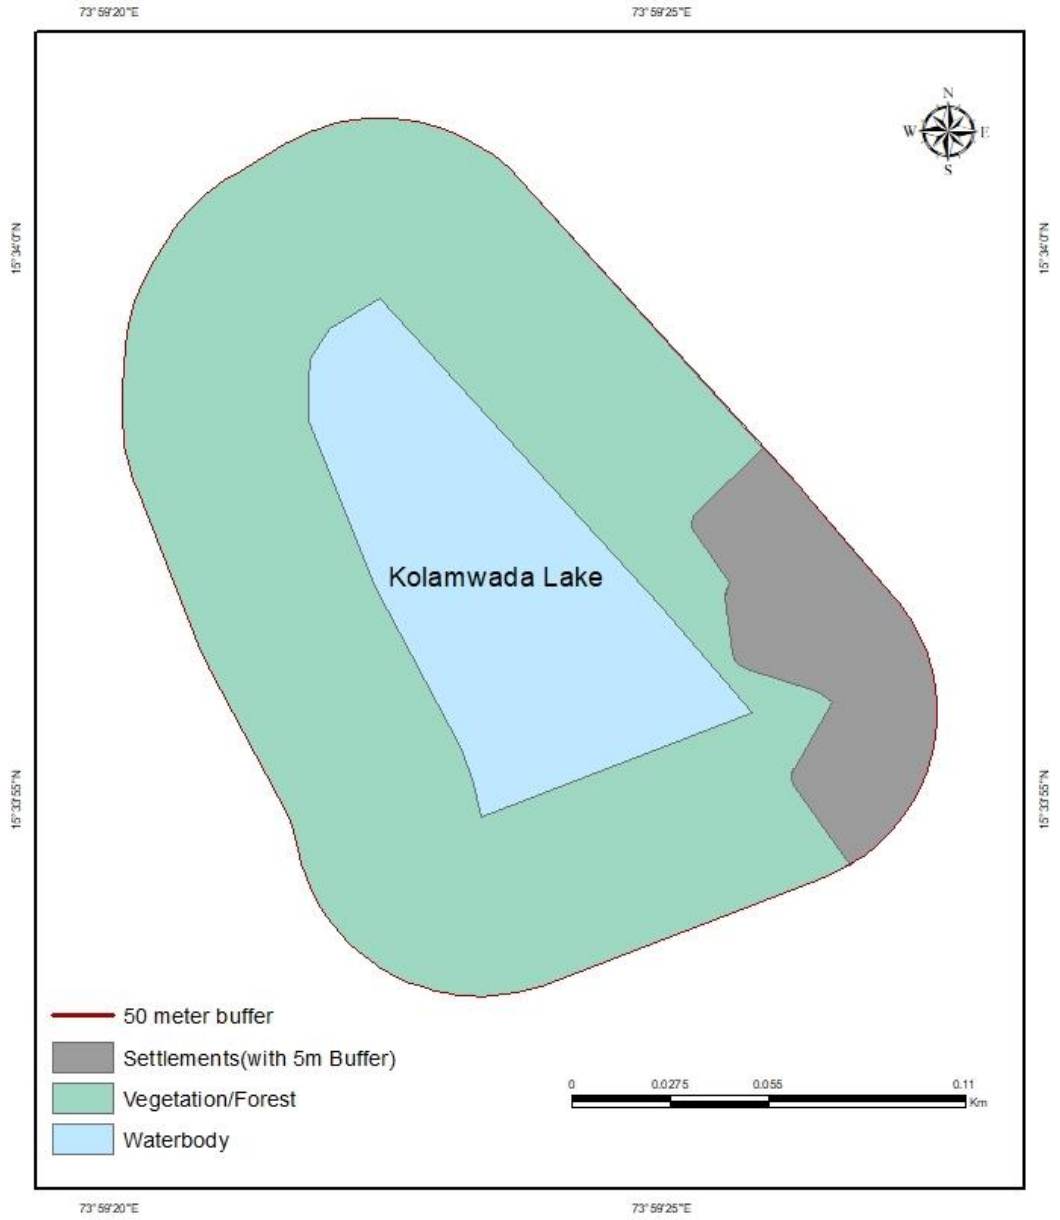 73°59'20"E 73°59'25"E
N
W E
S
15°34'0"N 15°34'0"N
Kolamwada Lake
15°33'55"N 15°33'55"N
50 meter buffer
Settlements(with 5m Buffer)
Vegetation/Forest
Waterbody
0 0.0275 0.055 0.11
Km
73°59'20"E 73°59'25"E